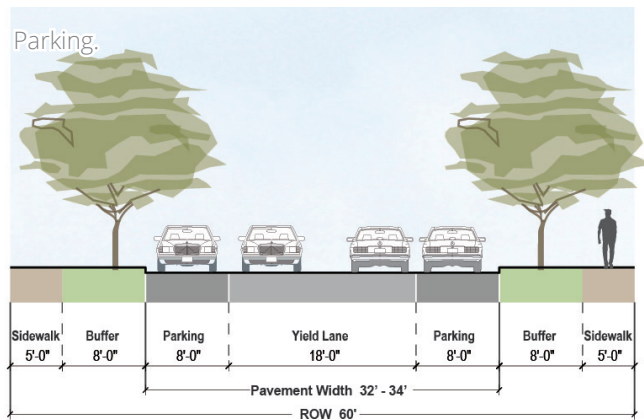 Parking.
Sidewalk Buffer Parking Yield Lane Parking Buffer Sidewalk
5'-0" 8'-0" 8'-0" 18'-0" 8'-0" 8'-0" 5'-0"
Pavement Width 32' - 34'
ROW 60'